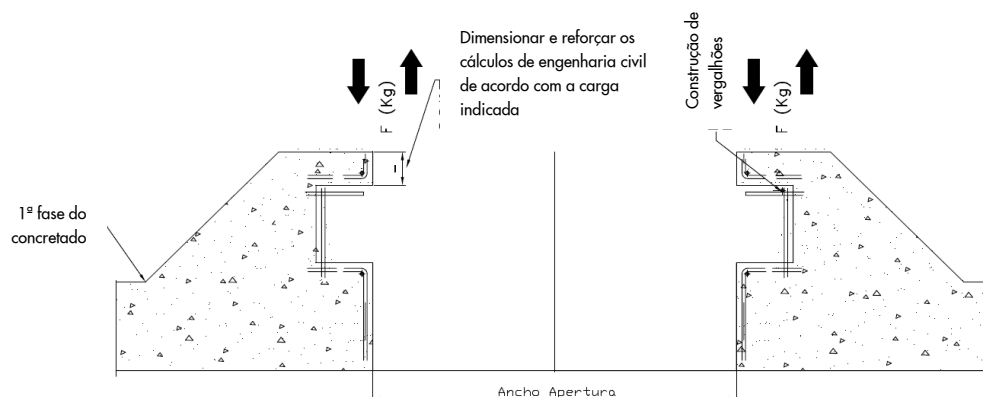 Dimensionar e reforçar os
cálculos de engenharia civil
de acordo com a carga
indicada
Construção de
vergalhões
F (Kg)
F (Kg)
1ª fase do
concretado
Ancho Apertura